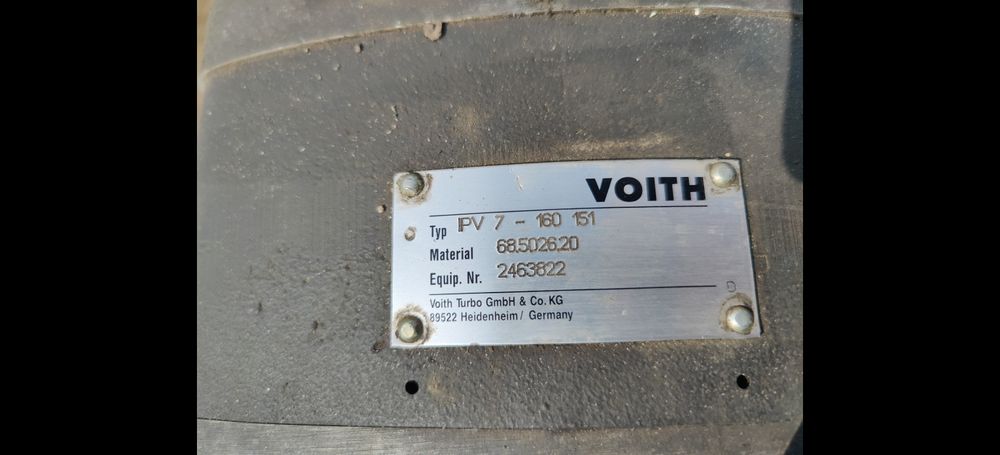 VOITH
Typ IPV 7 - 160 151
Material 68.5026.20
Equip. Nr. 2463822
D
Voith Turbo GmbH & Co. KG
89522 Heidenheim / Germany